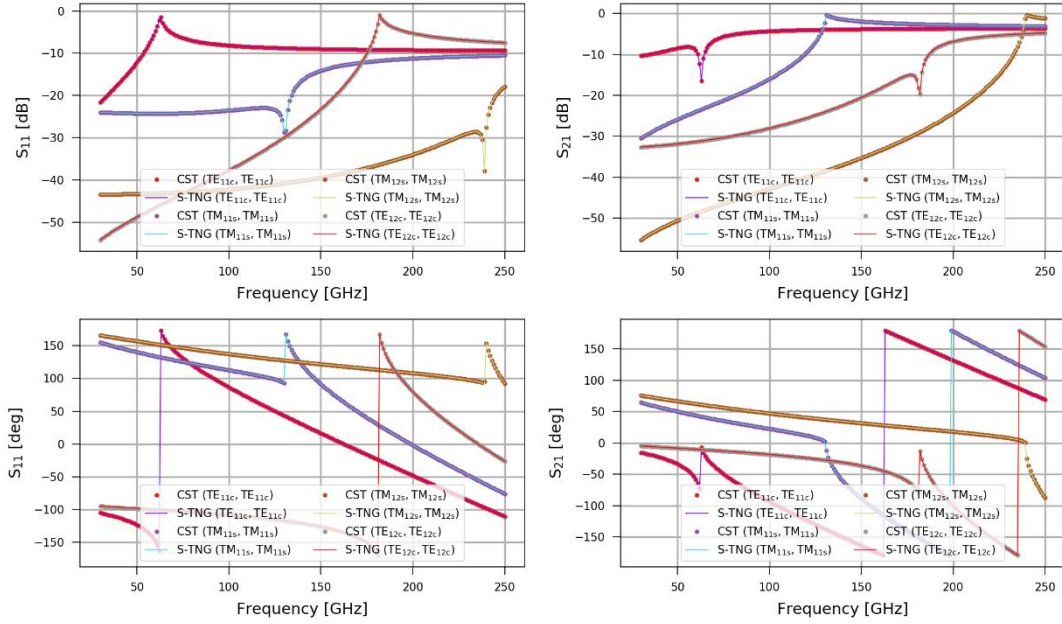 S₁₁ [dB]
0
−10
−20
−30
−40
−50
CST (TE₁₁c, TE₁₁c)
S-TNG (TE₁₁c, TE₁₁c)
CST (TM₁₁s, TM₁₁s)
S-TNG (TM₁₁s, TM₁₁s)
CST (TM₁₂s, TM₁₂s)
S-TNG (TM₁₂s, TM₁₂s)
CST (TE₁₂c, TE₁₂c)
S-TNG (TE₁₂c, TE₁₂c)
50 100 150 200 250
Frequency [GHz]
S₂₁ [dB]
0
−10
−20
−30
−40
−50
CST (TE₁₁c, TE₁₁c)
S-TNG (TE₁₁c, TE₁₁c)
CST (TM₁₁s, TM₁₁s)
S-TNG (TM₁₁s, TM₁₁s)
CST (TM₁₂s, TM₁₂s)
S-TNG (TM₁₂s, TM₁₂s)
CST (TE₁₂c, TE₁₂c)
S-TNG (TE₁₂c, TE₁₂c)
50 100 150 200 250
Frequency [GHz]
S₁₁ [deg]
150
100
50
0
−50
−100
−150
CST (TE₁₁c, TE₁₁c)
S-TNG (TE₁₁c, TE₁₁c)
CST (TM₁₁s, TM₁₁s)
S-TNG (TM₁₁s, TM₁₁s)
CST (TM₁₂s, TM₁₂s)
S-TNG (TM₁₂s, TM₁₂s)
CST (TE₁₂c, TE₁₂c)
S-TNG (TE₁₂c, TE₁₂c)
50 100 150 200 250
Frequency [GHz]
S₂₁ [deg]
150
100
50
0
−50
−100
−150
CST (TE₁₁c, TE₁₁c)
S-TNG (TE₁₁c, TE₁₁c)
CST (TM₁₁s, TM₁₁s)
S-TNG (TM₁₁s, TM₁₁s)
CST (TM₁₂s, TM₁₂s)
S-TNG (TM₁₂s, TM₁₂s)
CST (TE₁₂c, TE₁₂c)
S-TNG (TE₁₂c, TE₁₂c)
50 100 150 200 250
Frequency [GHz]